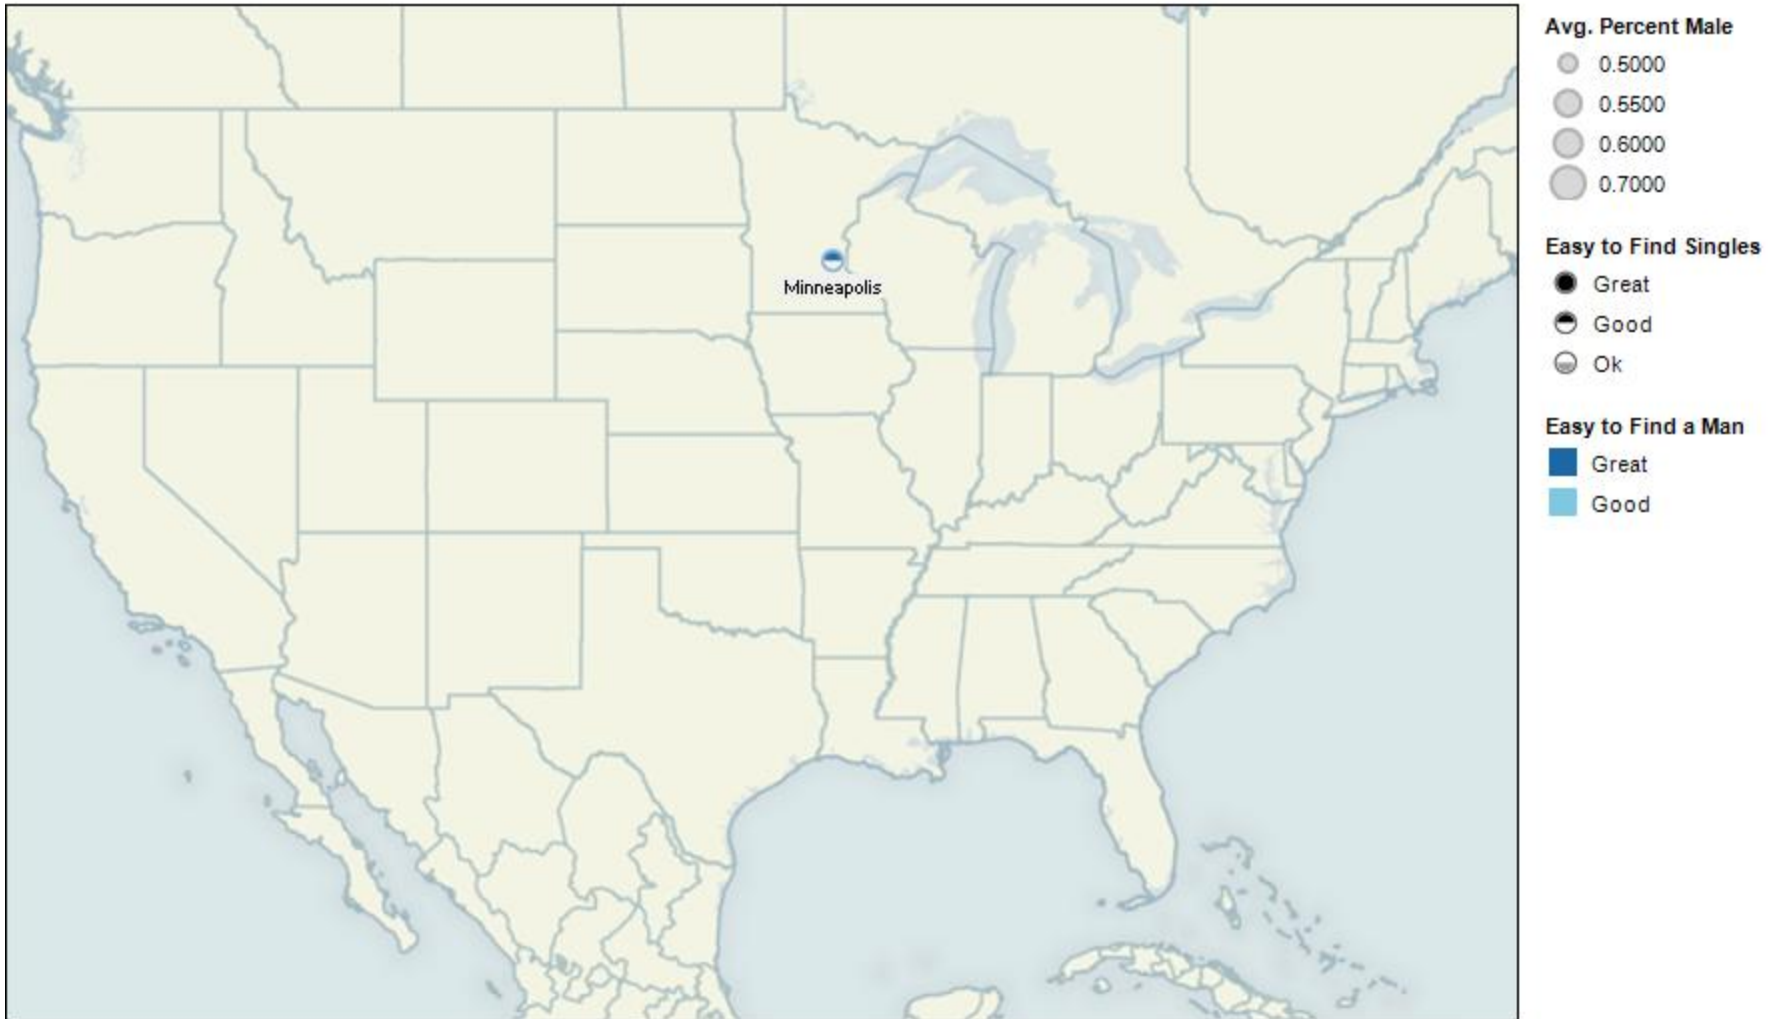 Minneapolis
Avg. Percent Male
0.5000
0.5500
0.6000
0.7000
Easy to Find Singles
Great
Good
Ok
Easy to Find a Man
Great
Good